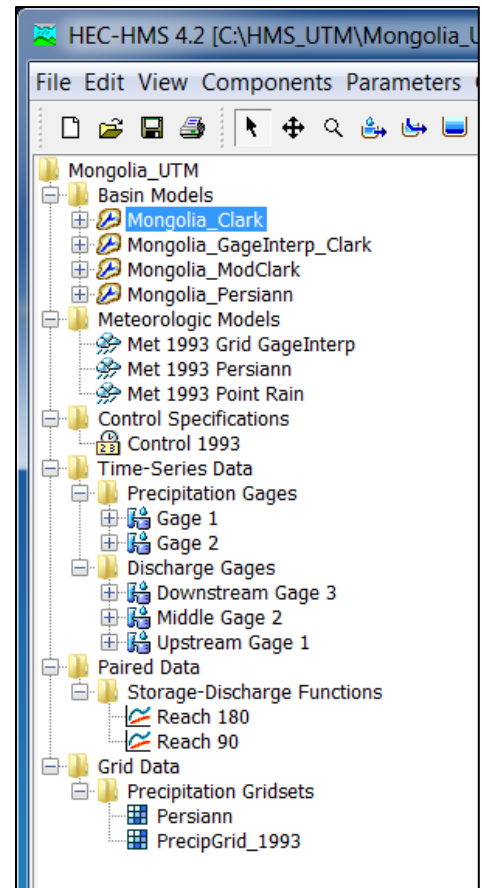 HEC-HMS 4.2 [C:\HMS_UTM\Mongolia_U
File Edit View Components Parameters
Mongolia_UTM
Basin Models
Mongolia_Clark
Mongolia_GageInterp_Clark
Mongolia_ModClark
Mongolia_Persiann
Meteorologic Models
Met 1993 Grid GageInterp
Met 1993 Persiann
Met 1993 Point Rain
Control Specifications
Control 1993
Time-Series Data
Precipitation Gages
Gage 1
Gage 2
Discharge Gages
Downstream Gage 3
Middle Gage 2
Upstream Gage 1
Paired Data
Storage-Discharge Functions
Reach 180
Reach 90
Grid Data
Precipitation Gridsets
Persiann
PrecipGrid_1993